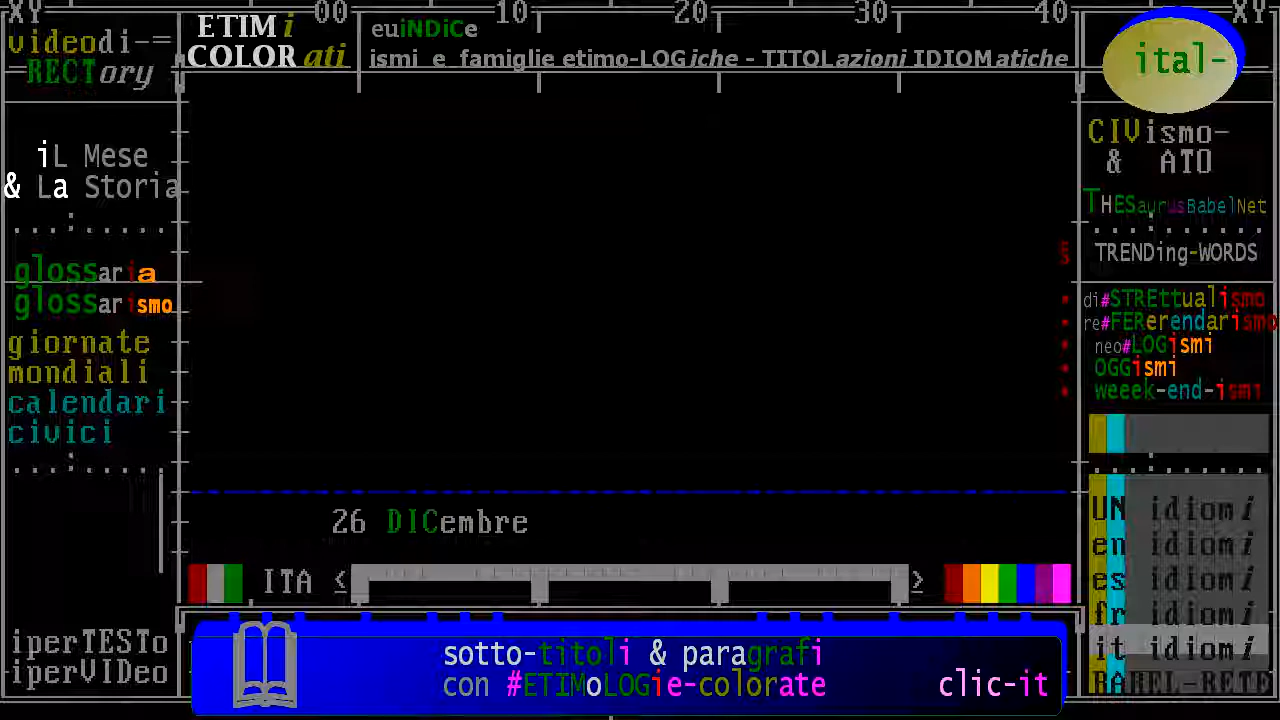 XY 00 10 20 30 40 XY
videodi-=
RECTory
ETIMi
COLORati
euiNDiCe
ismi e famiglie etimo-LOGiche - TITOLazioni IDIOMatiche
ital-
iL Mese
& La Storia
glossaria
glossarismo
giornate
mondiali
calendari
civici
CIVismo-
& ATO
THESaurusBabelNet
TRENDing-WORDS
di#STREttualismo
re#FERerendarismo
neo#LOGismi
OGGismi
weeek-end-ismi
UN idiomi
en idiomi
es idiomi
fr idiomi
it idiomi
BABEL-RETE
26 DICembre
ITA < >
iperTESTo
iperVIDeo
sotto-titoli & paragrafi
con #ETIMoLOGie-colorate
clic-it